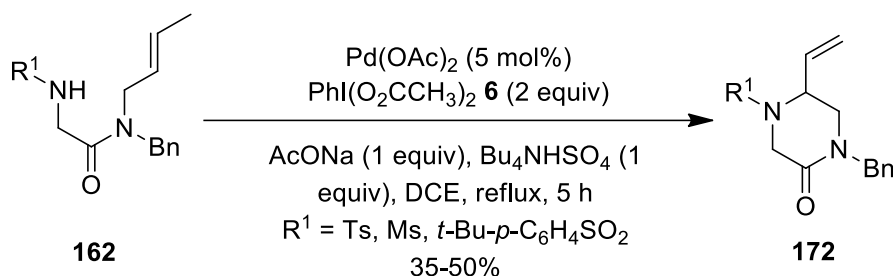 R¹
NH
N
Bn
O
162
Pd(OAc)₂ (5 mol%)
PhI(O₂CCH₃)₂ 6 (2 equiv)
AcONa (1 equiv), Bu₄NHSO₄ (1
equiv), DCE, reflux, 5 h
R¹ = Ts, Ms, t-Bu-p-C₆H₄SO₂
35-50%
R¹
N
N
Bn
O
172